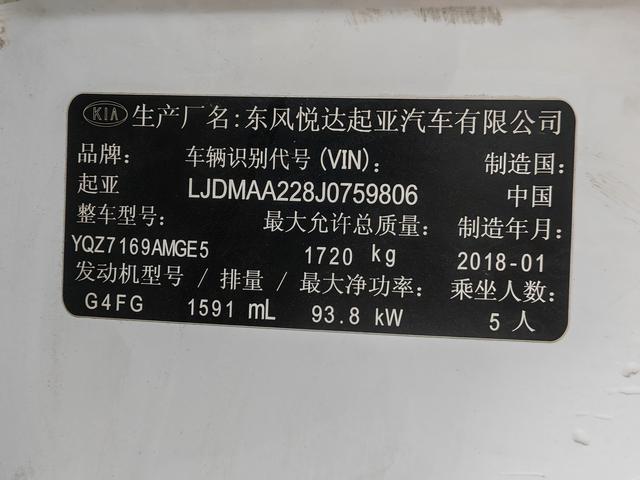 KIA 生产厂名:东风悦达起亚汽车有限公司
品牌: 车辆识别代号(VIN): 制造国:
起亚 LJDMAA228J0759806 中国
整车型号: 最大允许总质量: 制造年月:
YQZ7169AMGE5 1720 kg 2018-01
发动机型号 / 排量 / 最大净功率: 乘坐人数:
G4FG 1591 mL 93.8 kW 5 人